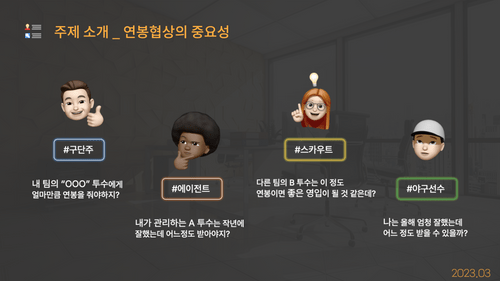 주제 소개 _ 연봉협상의 중요성
#구단주
내 팀의 “OOO” 투수에게
얼마만큼 연봉을 줘야하지?
#에이전트
내가 관리하는 A 투수는 작년에
잘했는데 어느정도 받아야지?
#스카우트
다른 팀의 B 투수는 이 정도
연봉이면 좋은 영입이 될 것 같은데?
#야구선수
나는 올해 엄청 잘했는데
어느 정도 받을 수 있을까?
2023.03